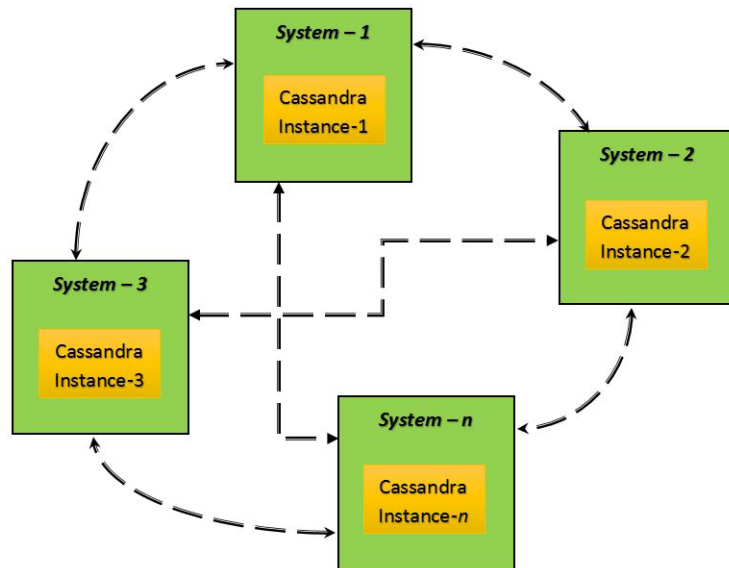 System – 1
Cassandra
Instance-1
System – 2
Cassandra
Instance-2
System – 3
Cassandra
Instance-3
System – n
Cassandra
Instance-n